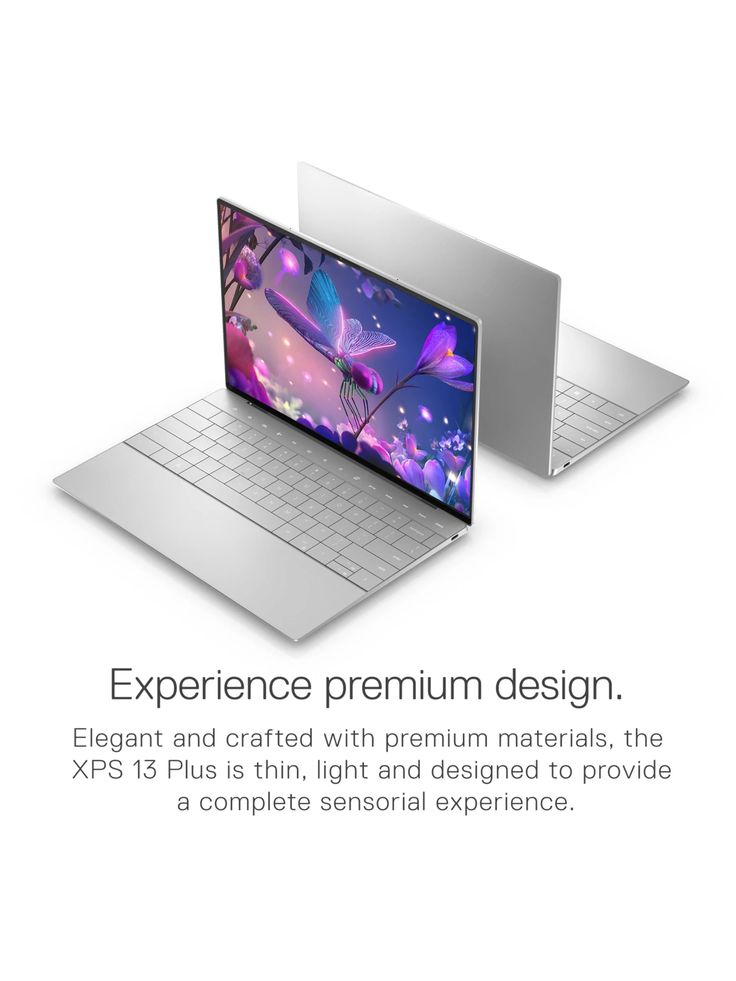 Experience premium design.
Elegant and crafted with premium materials, the
XPS 13 Plus is thin, light and designed to provide
a complete sensorial experience.